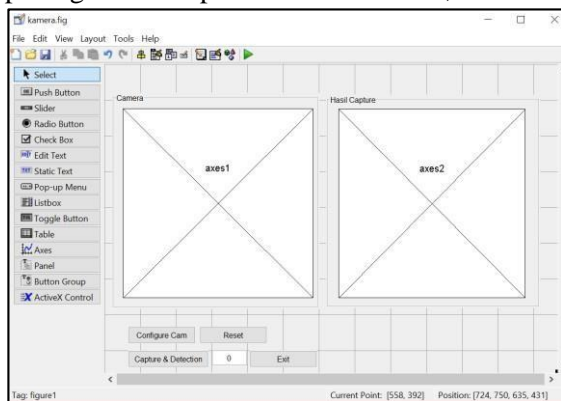 kamera.fig
File Edit View Layout Tools Help
Select
Push Button
Slider
Radio Button
Check Box
Edit Text
Static Text
Pop-up Menu
Listbox
Toggle Button
Table
Axes
Panel
Button Group
ActiveX Control
Camera
axes1
Hasil Capture
axes2
Configure Cam Reset
Capture & Detection 0 Exit
Tag: figure1 Current Point: [558, 392] Position: [724, 750, 635, 431]